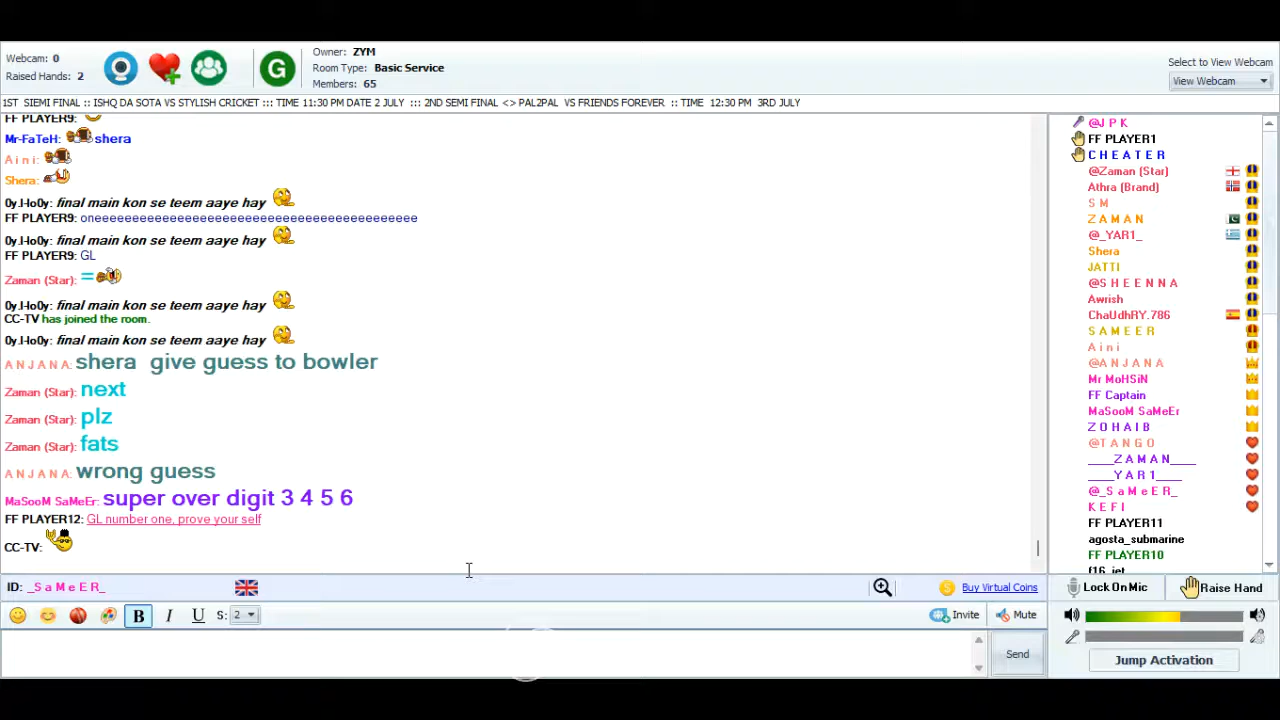 Webcam: 0
Raised Hands: 2
G
Owner: ZYM
Room Type: Basic Service
Members: 65
Select to View Webcam
View Webcam
1ST SIEMI FINAL :: ISHQ DA SOTA VS STYLISH CRICKET ::: TIME 11:30 PM DATE 2 JULY ::: 2ND SEMI FINAL <> PAL2PAL VS FRIENDS FOREVER :: TIME 12:30 PM 3RD JULY
FF PLAYER9:
Mr-FaTeH: shera
A i n i:
Shera:
0y.l-lo0y: final main kon se teem aaye hay
FF PLAYER9: oneeeeeeeeeeeeeeeeeeeeeeeeeeeeeeeeeeeeeeeeeee
0y.l-lo0y: final main kon se teem aaye hay
FF PLAYER9: GL
Zaman (Star): =
0y.l-lo0y: final main kon se teem aaye hay
CC-TV has joined the room.
0y.l-lo0y: final main kon se teem aaye hay
A N J A N A: shera give guess to bowler
Zaman (Star): next
Zaman (Star): plz
Zaman (Star): fats
A N J A N A: wrong guess
MaSooM SaMeEr: super over digit 3 4 5 6
FF PLAYER12: GL number one, prove your self
CC-TV:
@J P K
FF PLAYER1
C H E A T E R
@Zaman (Star)
Athra (Brand)
S M
Z A M A N
@_YAR1_
Shera
JATTI
@S H E E N N A
Awrish
ChaUdhRY.786
S A M E E R
A i n i
@A N J A N A
Mr MoHSiN
FF Captain
MaSooM SaMeEr
Z O H A I B
@T A N G O
____Z A M A N____
____Y A R 1____
@_S a M e E R_
K E F I
FF PLAYER11
agosta_submarine
FF PLAYER10
f16_jet
ID: _S a M e E R_
Buy Virtual Coins
Lock On Mic
Raise Hand
B I U S: 2
Invite
Mute
Send
Jump Activation